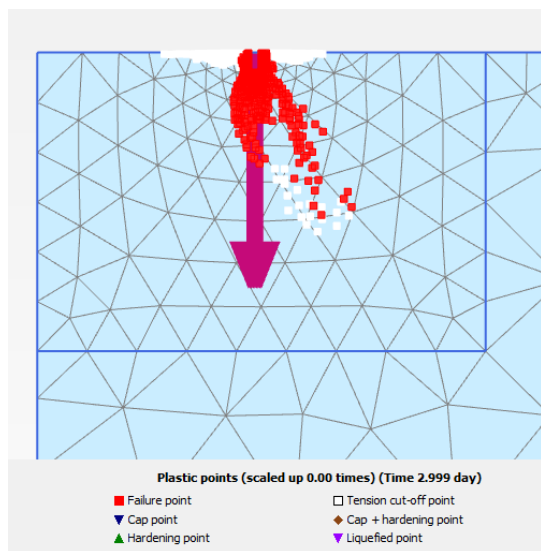 Plastic points (scaled up 0.00 times) (Time 2.999 day)
Failure point
Tension cut-off point
Cap point
Cap + hardening point
Hardening point
Liquefied point